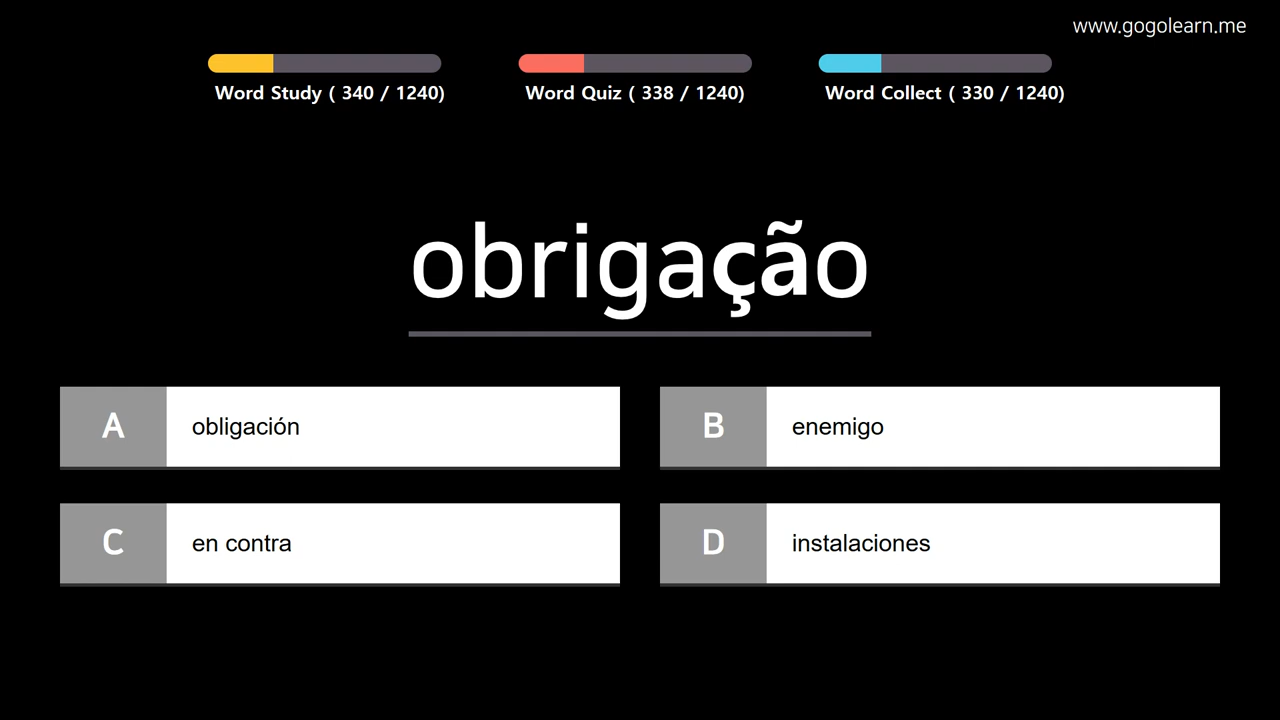 www.gogolearn.me
Word Study ( 340 / 1240)
Word Quiz ( 338 / 1240)
Word Collect ( 330 / 1240)
obrigação
A obligación
B enemigo
C en contra
D instalaciones